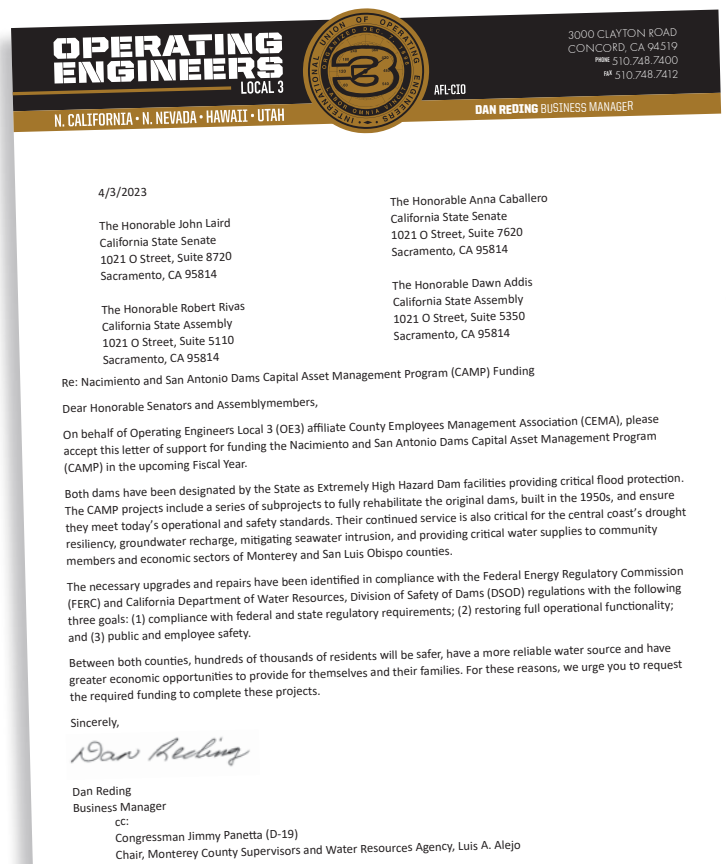 OPERATING
ENGINEERS
LOCAL 3
INTERNATIONAL UNION OF OPERATING ENGINEERS
ORGANIZED DEC. 7, 1896
LABOR OMNIA VINCIT
AFL-CIO
3000 CLAYTON ROAD
CONCORD, CA 94519
PHONE 510.748.7400
FAX 510.748.7412
N. CALIFORNIA • N. NEVADA • HAWAII • UTAH
DAN REDING BUSINESS MANAGER
4/3/2023
The Honorable John Laird
California State Senate
1021 O Street, Suite 8720
Sacramento, CA 95814
The Honorable Anna Caballero
California State Senate
1021 O Street, Suite 7620
Sacramento, CA 95814
The Honorable Robert Rivas
California State Assembly
1021 O Street, Suite 5110
Sacramento, CA 95814
The Honorable Dawn Addis
California State Assembly
1021 O Street, Suite 5350
Sacramento, CA 95814
Re: Nacimiento and San Antonio Dams Capital Asset Management Program (CAMP) Funding
Dear Honorable Senators and Assemblymembers,
On behalf of Operating Engineers Local 3 (OE3) affiliate County Employees Management Association (CEMA), please
accept this letter of support for funding the Nacimiento and San Antonio Dams Capital Asset Management Program
(CAMP) in the upcoming Fiscal Year.
Both dams have been designated by the State as Extremely High Hazard Dam facilities providing critical flood protection.
The CAMP projects include a series of subprojects to fully rehabilitate the original dams, built in the 1950s, and ensure
they meet today's operational and safety standards. Their continued service is also critical for the central coast's drought
resiliency, groundwater recharge, mitigating seawater intrusion, and providing critical water supplies to community
members and economic sectors of Monterey and San Luis Obispo counties.
The necessary upgrades and repairs have been identified in compliance with the Federal Energy Regulatory Commission
(FERC) and California Department of Water Resources, Division of Safety of Dams (DSOD) regulations with the following
three goals: (1) compliance with federal and state regulatory requirements; (2) restoring full operational functionality;
and (3) public and employee safety.
Between both counties, hundreds of thousands of residents will be safer, have a more reliable water source and have
greater economic opportunities to provide for themselves and their families. For these reasons, we urge you to request
the required funding to complete these projects.
Sincerely,
Dan Reding
Dan Reding
Business Manager
cc:
Congressman Jimmy Panetta (D-19)
Chair, Monterey County Supervisors and Water Resources Agency, Luis A. Alejo